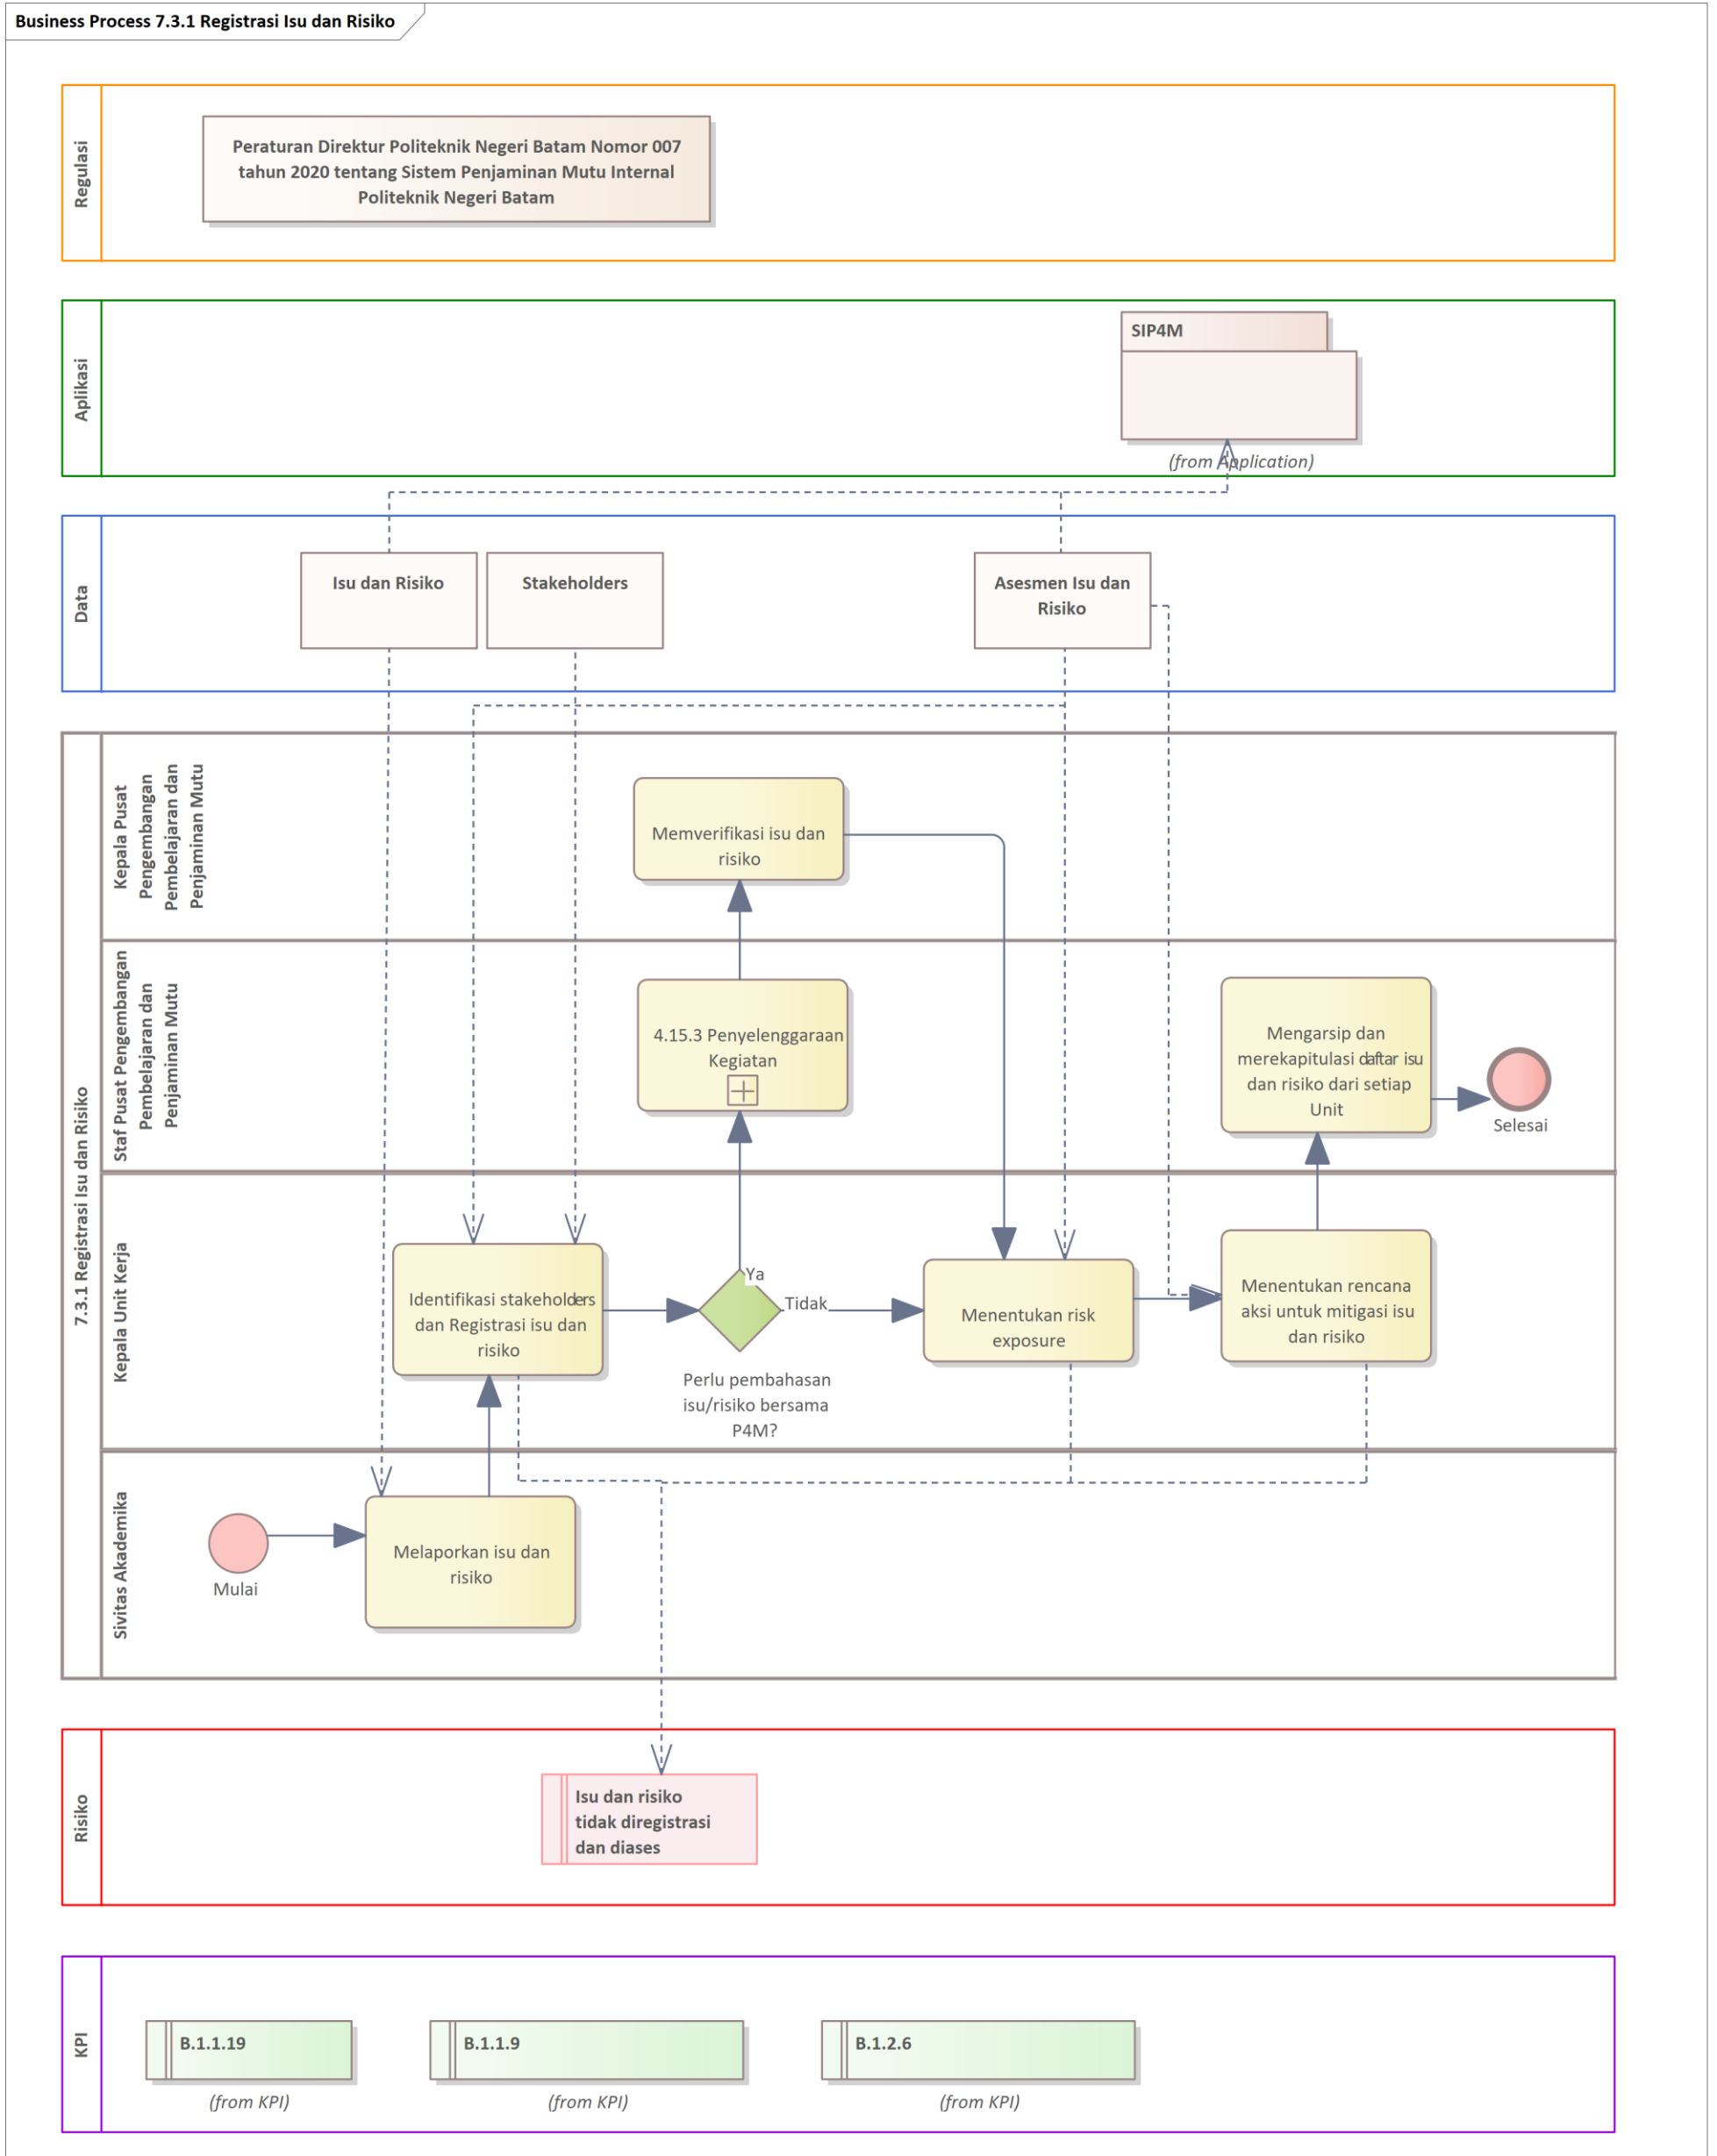 Business Process 7.3.1 Registrasi Isu dan Risiko
Regulasi
Peraturan Direktur Politeknik Negeri Batam Nomor 007
tahun 2020 tentang Sistem Penjaminan Mutu Internal
Politeknik Negeri Batam
Aplikasi
SIP4M
(from Application)
Data
Isu dan Risiko
Stakeholders
Asesmen Isu dan
Risiko
7.3.1 Registrasi Isu dan Risiko
Kepala Pusat
Pengembangan
Pembelajaran dan
Penjaminan Mutu
Memverifikasi isu dan
risiko
Staf Pusat Pengembangan
Pembelajaran dan
Penjaminan Mutu
4.15.3 Penyelenggaraan
Kegiatan
Mengarsip dan
merekapitulasi daftar isu
dan risiko dari setiap
Unit
Selesai
Kepala Unit Kerja
Identifikasi stakeholders
dan Registrasi isu dan
risiko
Ya
Tidak
Perlu pembahasan
isu/risiko bersama
P4M?
Menentukan risk
exposure
Menentukan rencana
aksi untuk mitigasi isu
dan risiko
Sivitas Akademika
Mulai
Melaporkan isu dan
risiko
Risiko
Isu dan risiko
tidak diregistrasi
dan diases
KPI
B.1.1.19
(from KPI)
B.1.1.9
(from KPI)
B.1.2.6
(from KPI)